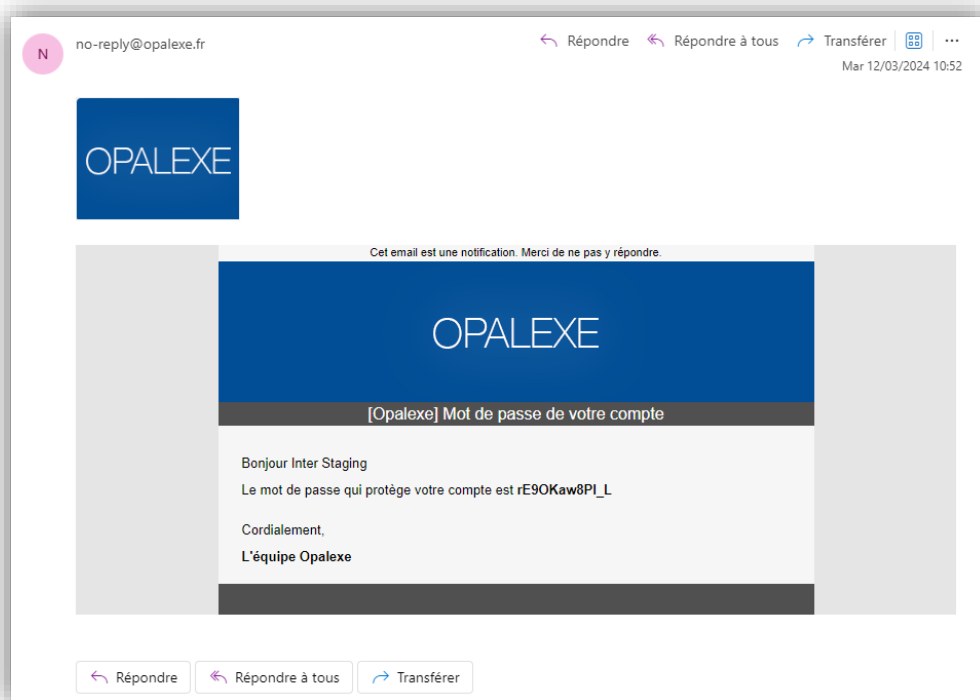 N
no-reply@opalexe.fr
Répondre
Répondre à tous
Transférer
Mar 12/03/2024 10:52
OPALEXE
Cet email est une notification. Merci de ne pas y répondre.
OPALEXE
[Opalexe] Mot de passe de votre compte
Bonjour Inter Staging
Le mot de passe qui protège votre compte est rE9OKaw8PI_L
Cordialement,
L'équipe Opalexe
Répondre
Répondre à tous
Transférer